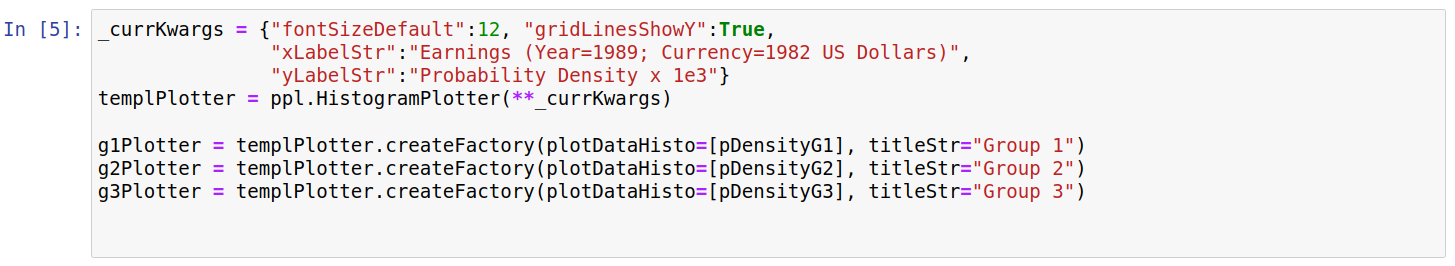 In [5]: _currKwargs = {"fontSizeDefault":12, "gridLinesShowY":True,
"xLabelStr":"Earnings (Year=1989; Currency=1982 US Dollars)",
"yLabelStr":"Probability Density x 1e3"}
templPlotter = ppl.HistogramPlotter(**_currKwargs)
g1Plotter = templPlotter.createFactory(plotDataHisto=[pDensityG1], titleStr="Group 1")
g2Plotter = templPlotter.createFactory(plotDataHisto=[pDensityG2], titleStr="Group 2")
g3Plotter = templPlotter.createFactory(plotDataHisto=[pDensityG3], titleStr="Group 3")